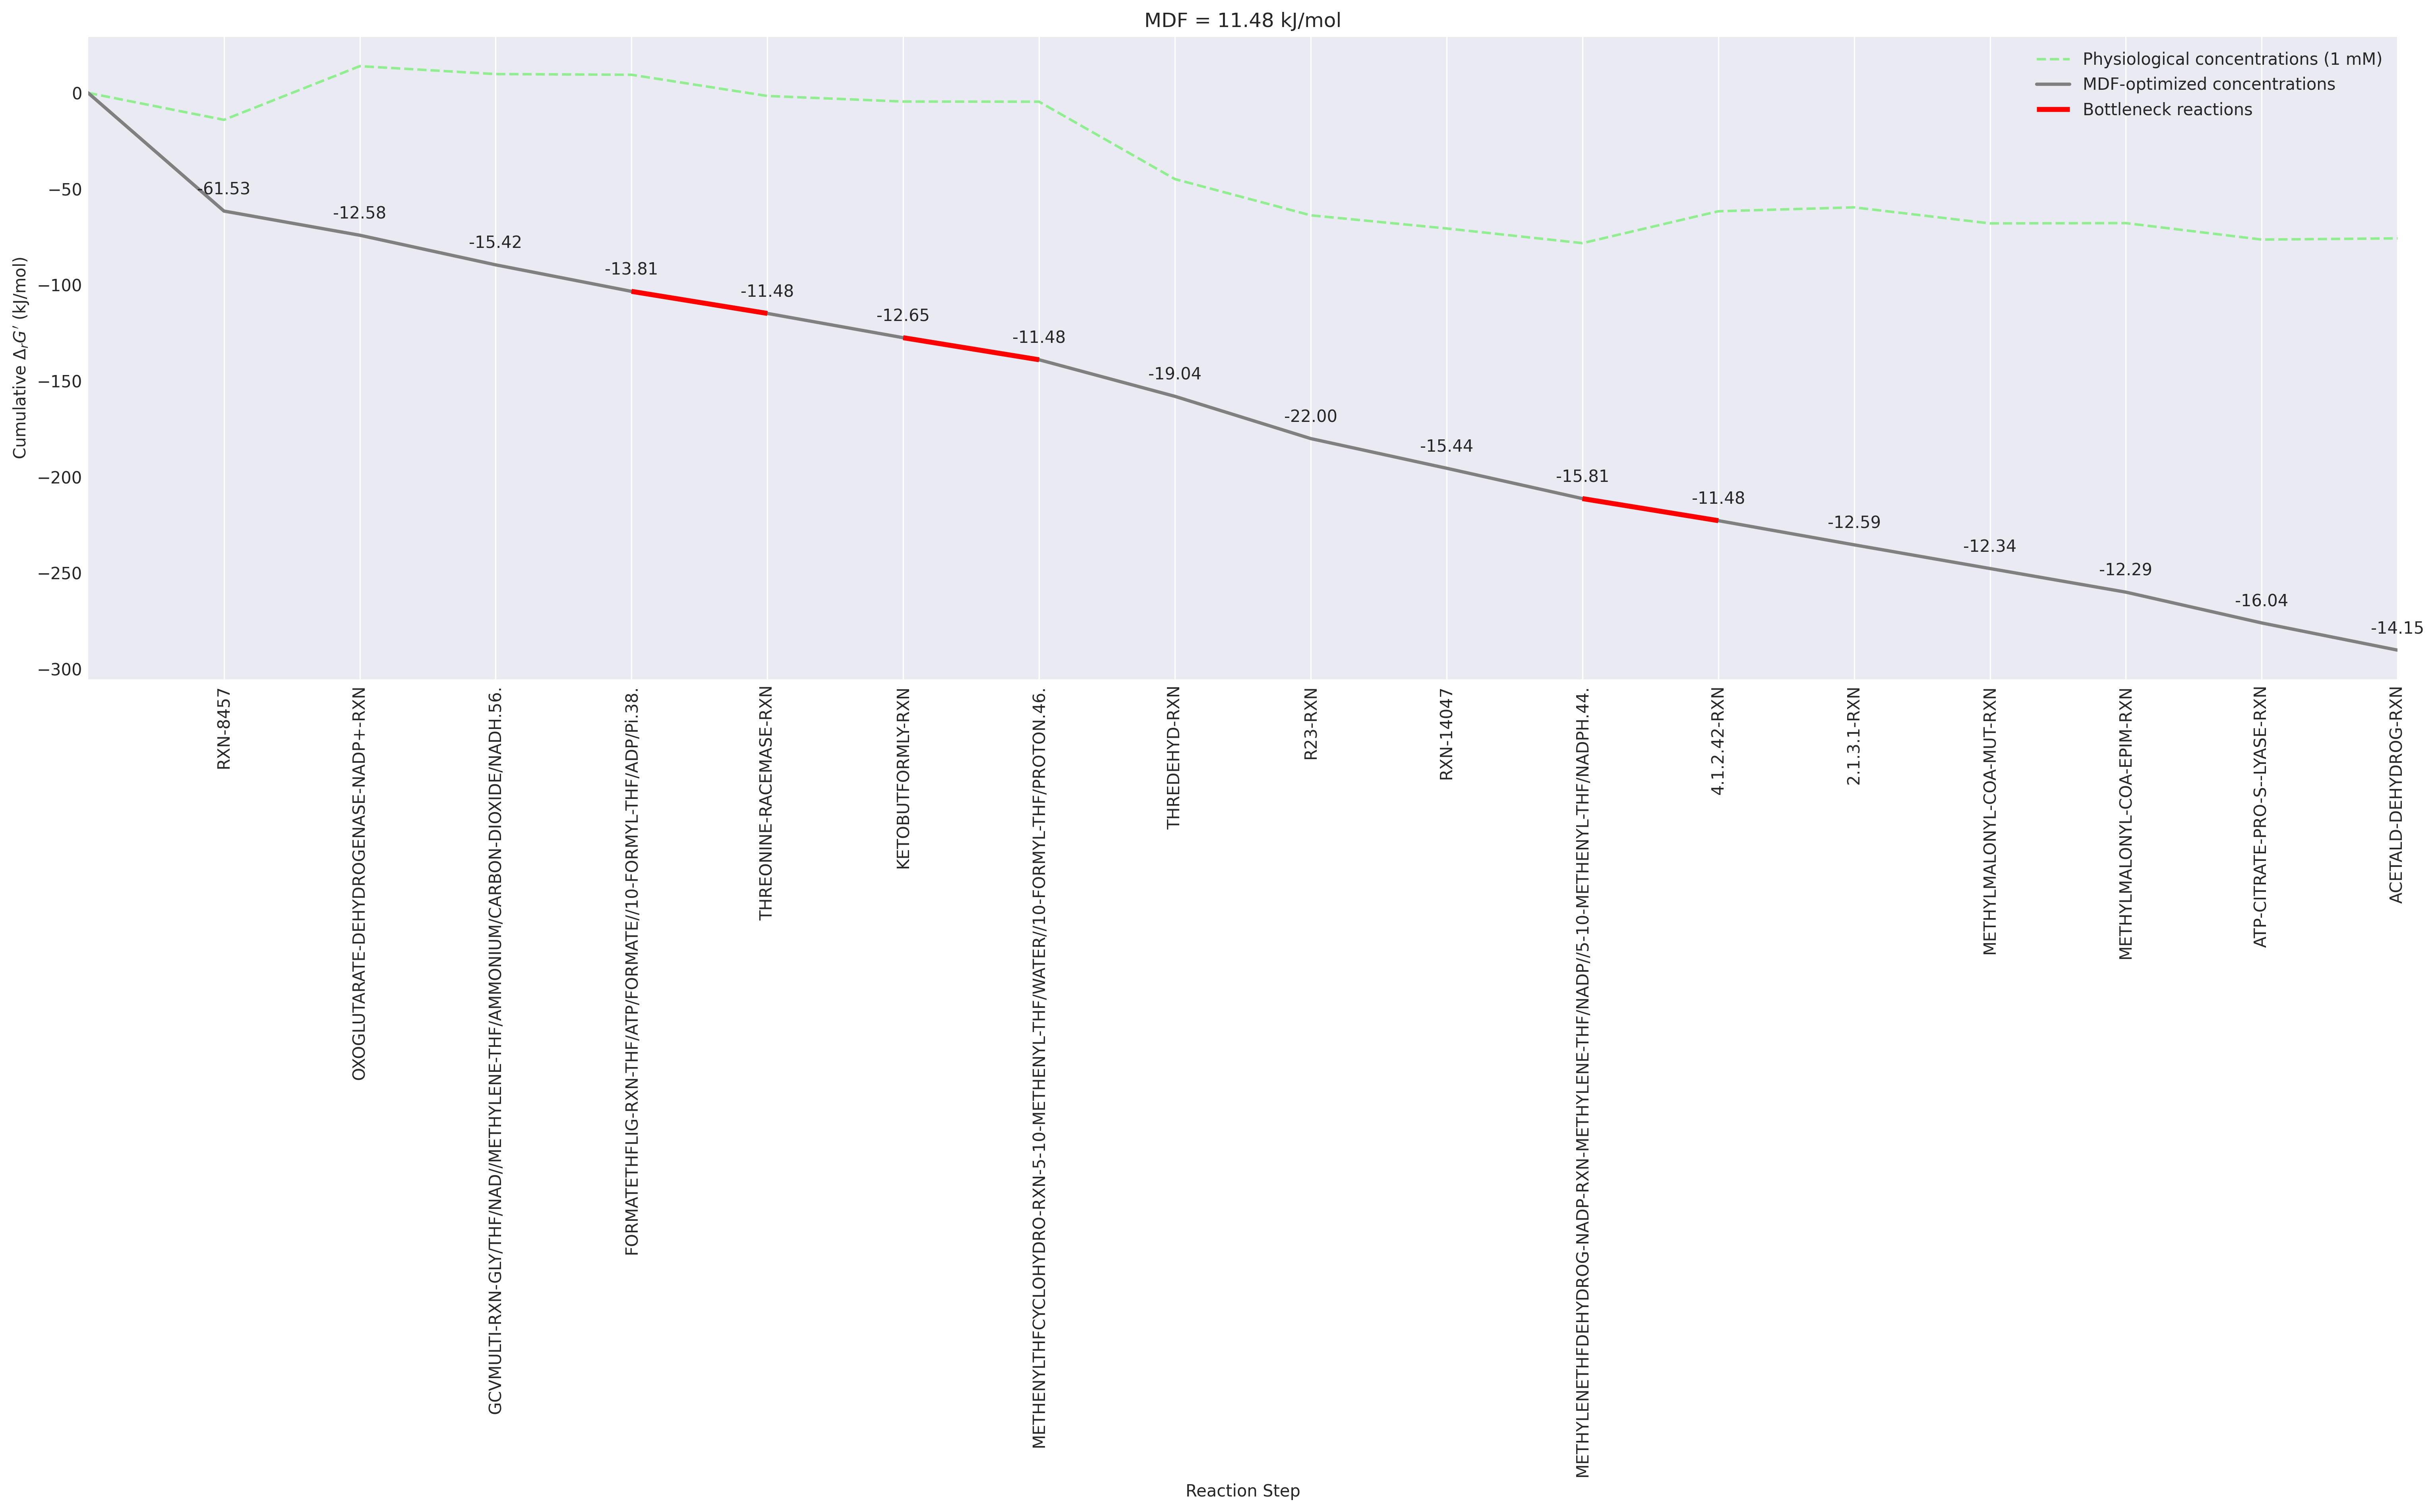 MDF = 11.48 kJ/mol
Physiological concentrations (1 mM)
MDF-optimized concentrations
Bottleneck reactions
Cumulative ΔrG′ (kJ/mol)
0
−50
−100
−150
−200
−250
−300
-61.53
-12.58
-15.42
-13.81
-11.48
-12.65
-11.48
-19.04
-22.00
-15.44
-15.81
-11.48
-12.59
-12.34
-12.29
-16.04
-14.15
RXN-8457
OXOGLUTARATE-DEHYDROGENASE-NADP+-RXN
GCVMULTI-RXN-GLY/THF/NAD//METHYLENE-THF/AMMONIUM/CARBON-DIOXIDE/NADH.56.
FORMATETHFLIG-RXN-THF/ATP/FORMATE//10-FORMYL-THF/ADP/Pi.38.
THREONINE-RACEMASE-RXN
KETOBUTFORMLY-RXN
METHENYLTHFCYCLOHYDRO-RXN-5-10-METHENYL-THF/WATER//10-FORMYL-THF/PROTON.46.
THREDEHYD-RXN
R23-RXN
RXN-14047
METHYLENETHFDEHYDROG-NADP-RXN-METHYLENE-THF/NADP//5-10-METHENYL-THF/NADPH.44.
4.1.2.42-RXN
2.1.3.1-RXN
METHYLMALONYL-COA-MUT-RXN
METHYLMALONYL-COA-EPIM-RXN
ATP-CITRATE-PRO-S--LYASE-RXN
ACETALD-DEHYDROG-RXN
Reaction Step